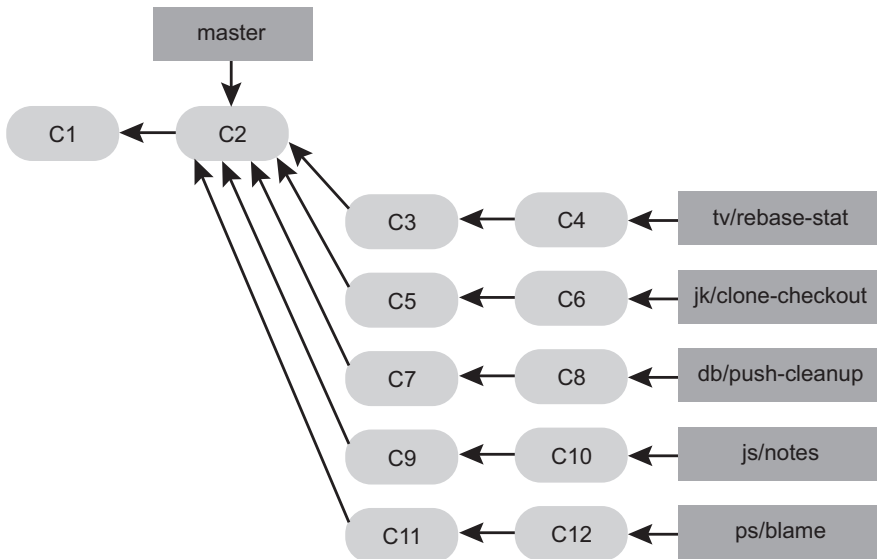 master
C1
C2
C3
C4
tv/rebase-stat
C5
C6
jk/clone-checkout
C7
C8
db/push-cleanup
C9
C10
js/notes
C11
C12
ps/blame